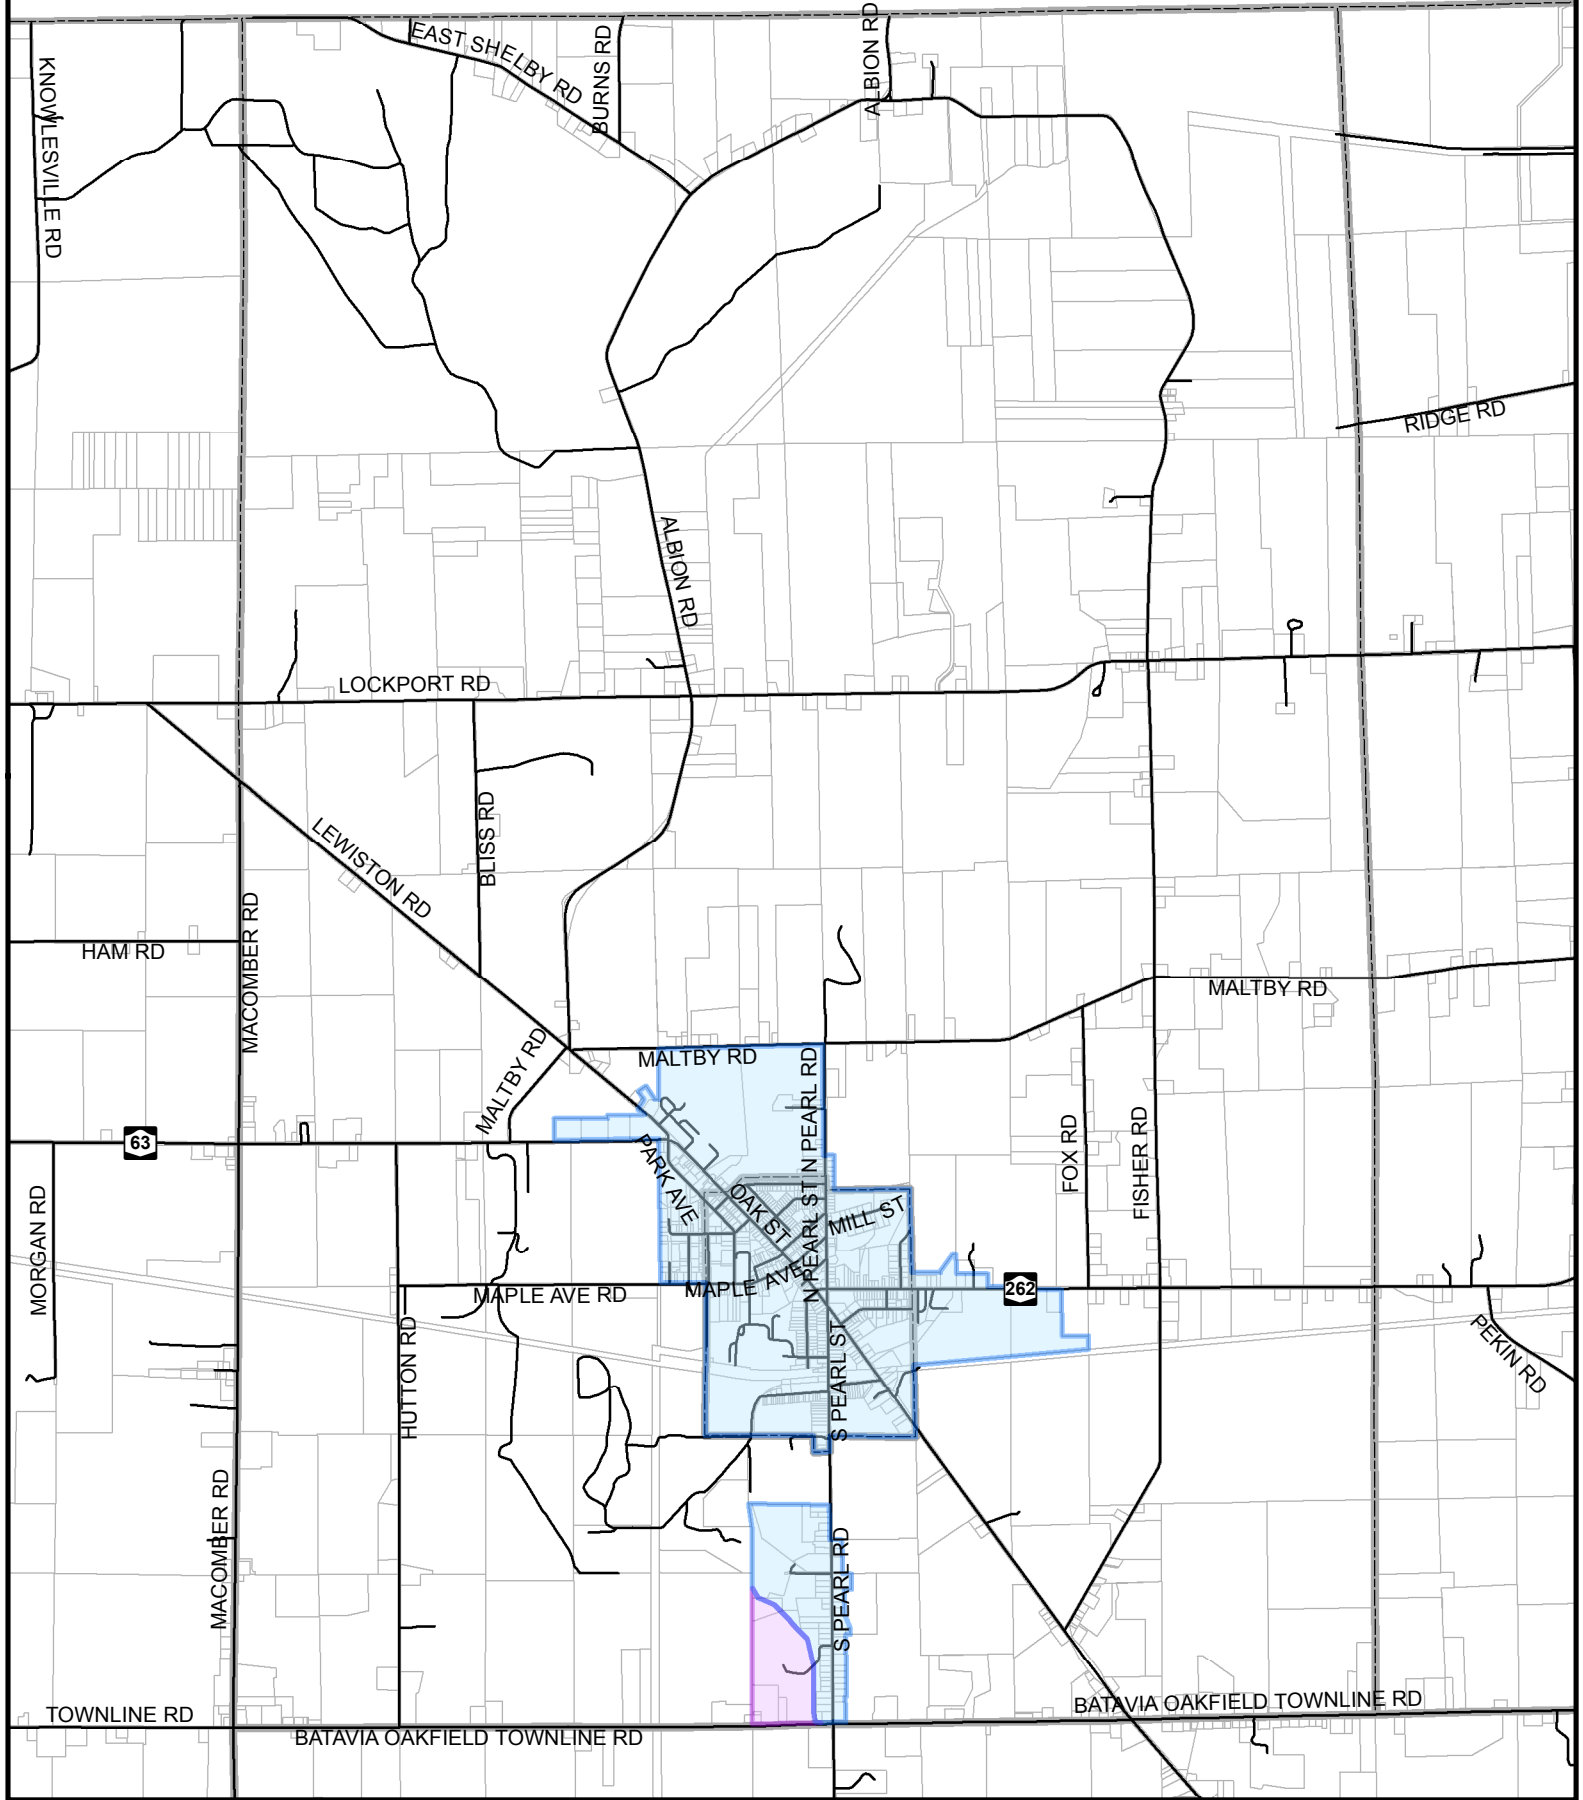 ALBION RD
EAST SHELBY RD
BURNS RD
KNOWLESVILLE RD
RIDGE RD
ALBION RD
LOCKPORT RD
BLISS RD
LEWISTON RD
HAM RD
MACOMBER RD
MALTBY RD
MALTBY RD
MALTBY RD
N PEARL RD
63
PARK AVE
FOX RD
FISHER RD
MORGAN RD
OAK ST
N PEARL ST
MILL ST
MAPLE AVE RD
MAPLE AVE
262
HUTTON RD
S PEARL ST
PEKIN RD
MACOMBER RD
S PEARL RD
TOWNLINE RD
BATAVIA OAKFIELD TOWNLINE RD
BATAVIA OAKFIELD TOWNLINE RD